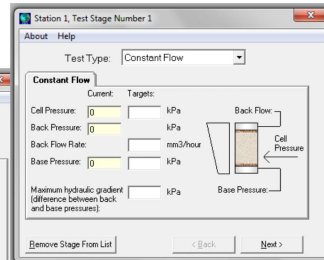 Station 1, Test Stage Number 1
About Help
Test Type: Constant Flow
Constant Flow
Current: Targets:
Cell Pressure: 0 kPa
Back Pressure: 0 kPa
Back Flow Rate: mm3/hour
Base Pressure: 0 kPa
Maximum hydraulic gradient kPa
(difference between back
and base pressures):
Back Flow:
Cell
Pressure
Base Pressure:
Remove Stage From List
< Back
Next >